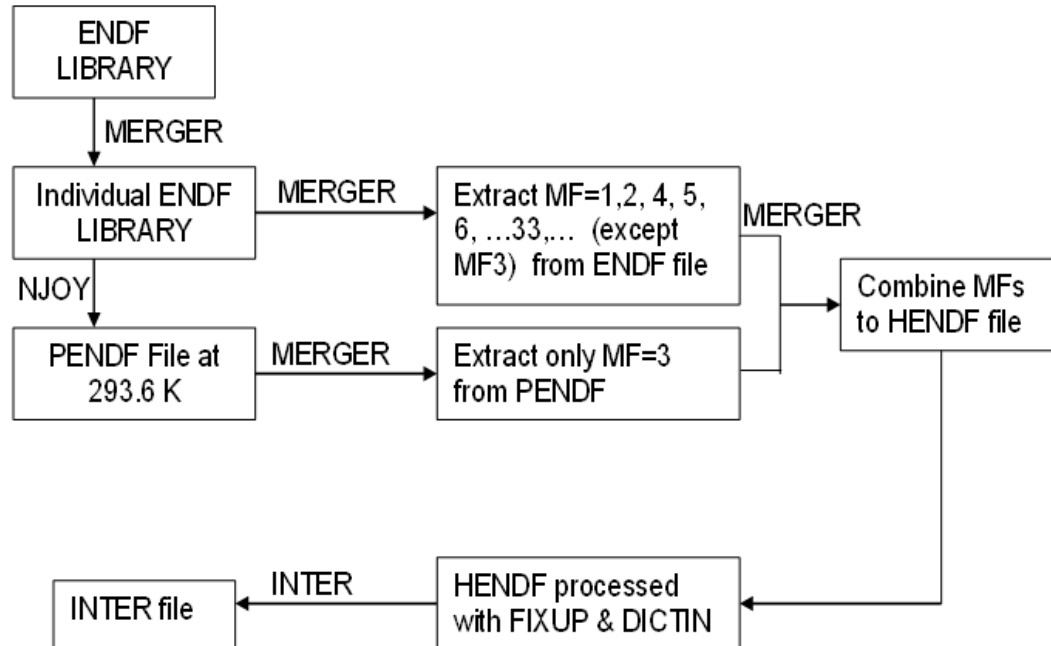 ENDF
LIBRARY
MERGER
Individual ENDF
LIBRARY
MERGER
Extract MF=1,2, 4, 5,
6, ...33,... (except
MF3) from ENDF file
MERGER
NJOY
PENDF File at
293.6 K
MERGER
Extract only MF=3
from PENDF
Combine MFs
to HENDF file
HENDF processed
with FIXUP & DICTIN
INTER
INTER file